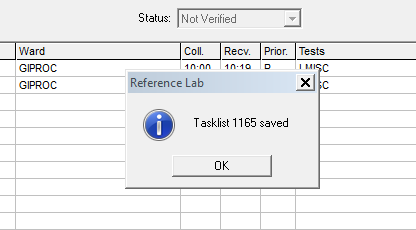 Status: Not Verified
Ward Coll. Recv. Prior. Tests
GIPROC 10:00 10:19 R LMISC
GIPROC
Reference Lab
Tasklist 1165 saved
OK